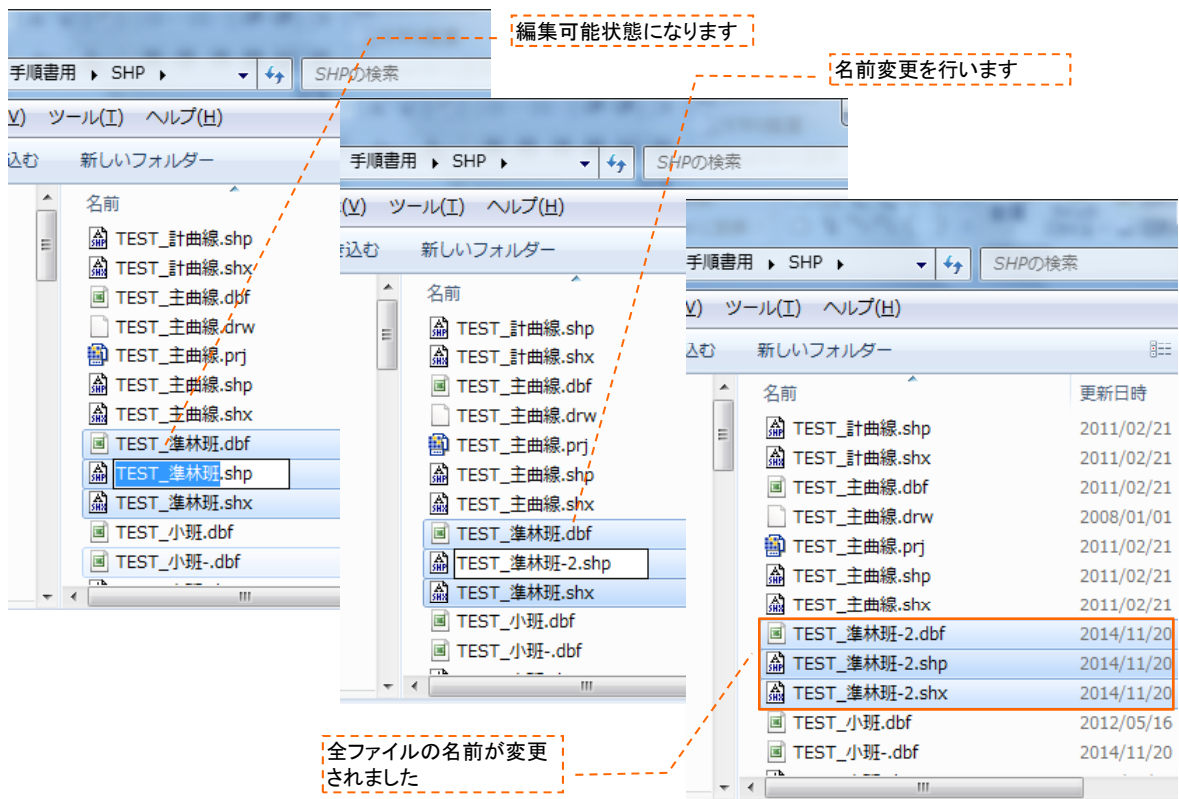 編集可能状態になります
名前変更を行います
手順書用 SHP SHPの検索
V) ツール(T) ヘルプ(H)
込む 新しいフォルダー
名前
TEST_計曲線.shp
TEST_計曲線.shx
TEST_主曲線.dbf
TEST_主曲線.drw
TEST_主曲線.prj
TEST_主曲線.shp
TEST_主曲線.shx
TEST_準林班.dbf
TEST_準林班.shp
TEST_準林班.shx
TEST_小班.dbf
TEST_小班-.dbf
手順書用 SHP SHPの検索
(V) ツール(T) ヘルプ(H)
込む 新しいフォルダー
名前
TEST_計曲線.shp
TEST_計曲線.shx
TEST_主曲線.dbf
TEST_主曲線.drw
TEST_主曲線.prj
TEST_主曲線.shp
TEST_主曲線.shx
TEST_準林班.dbf
TEST_準林班-2.shp
TEST_準林班.shx
TEST_小班.dbf
TEST_小班-.dbf
手順書用 SHP SHPの検索
V) ツール(T) ヘルプ(H)
込む 新しいフォルダー
名前 更新日時
TEST_計曲線.shp 2011/02/21
TEST_計曲線.shx 2011/02/21
TEST_主曲線.dbf 2011/02/21
TEST_主曲線.drw 2008/01/01
TEST_主曲線.prj 2011/02/21
TEST_主曲線.shp 2011/02/21
TEST_主曲線.shx 2011/02/21
TEST_準林班-2.dbf 2014/11/20
TEST_準林班-2.shp 2014/11/20
TEST_準林班-2.shx 2014/11/20
TEST_小班.dbf 2012/05/16
TEST_小班-.dbf 2014/11/20
全ファイルの名前が変更
されました